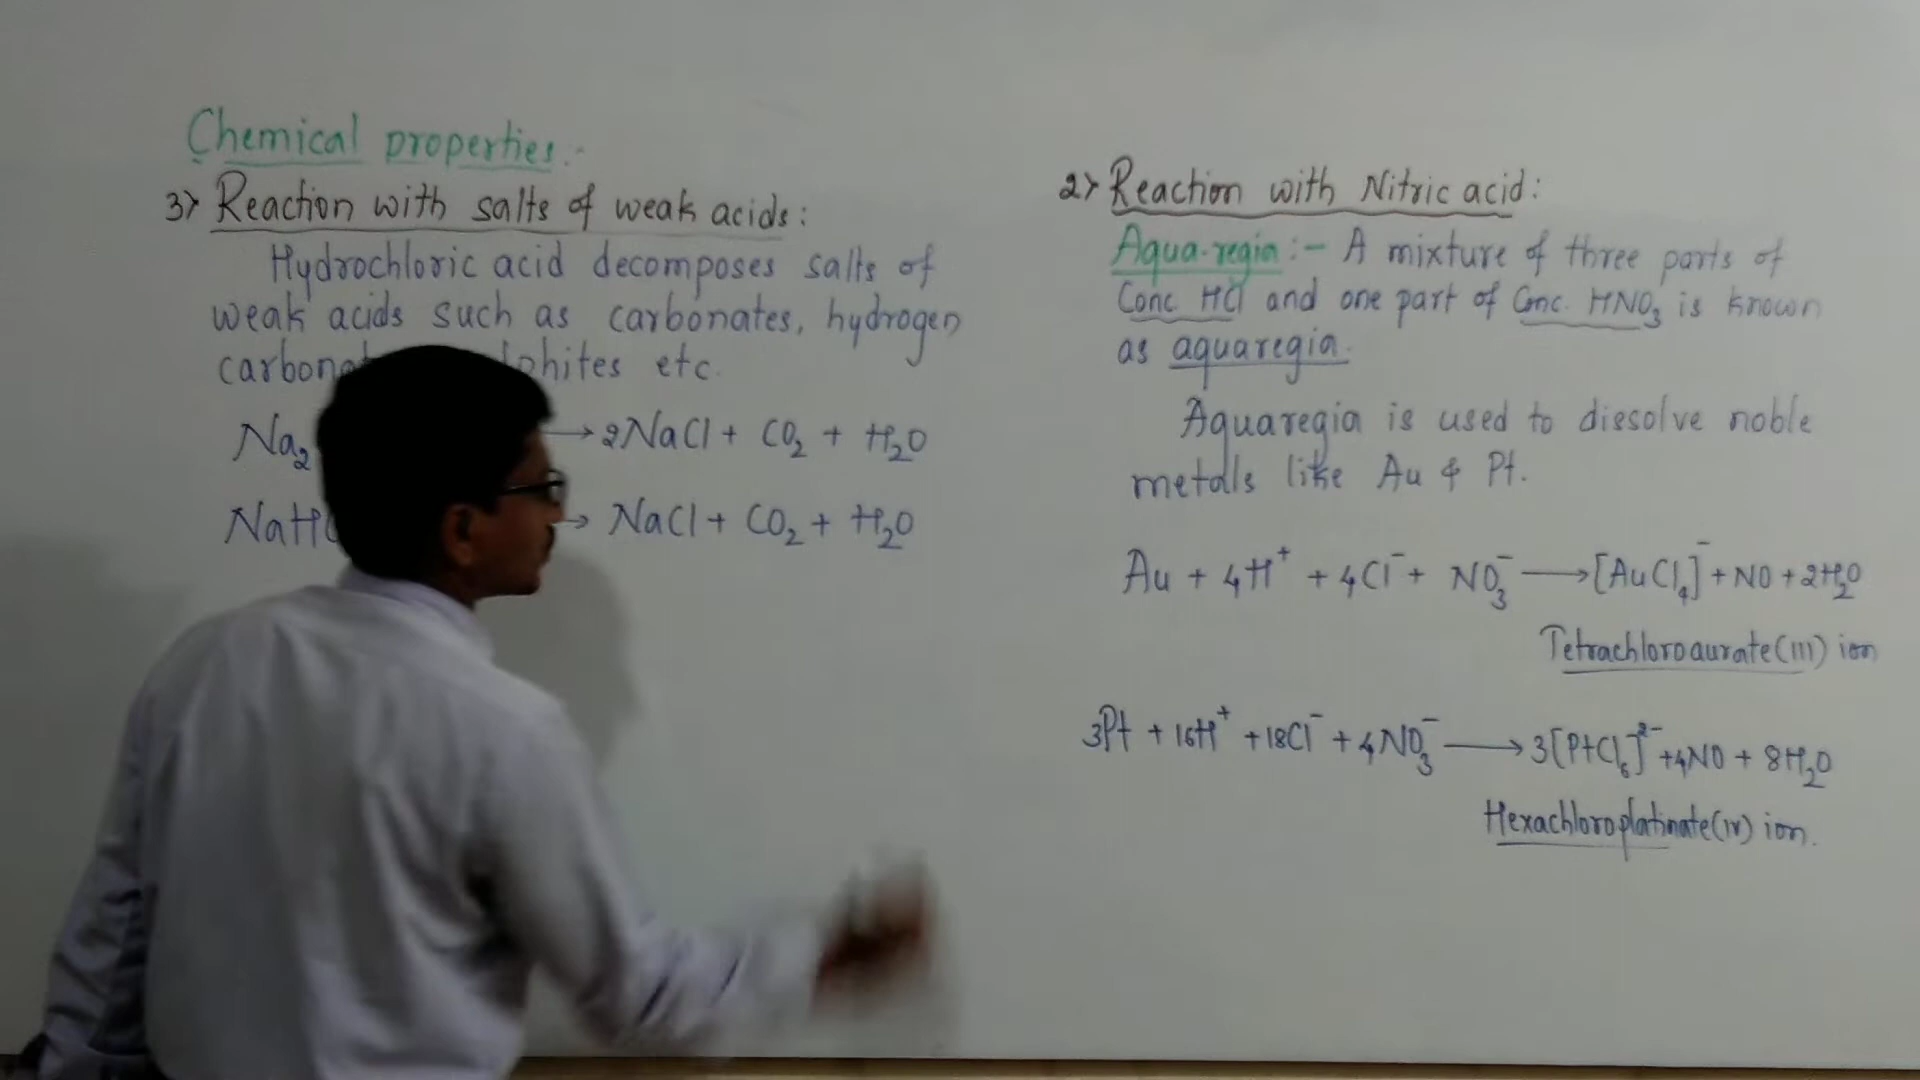 Chemical properties:-
3) Reaction with salts of weak acids:
Hydrochloric acid decomposes salts of
weak acids such as carbonates, hydrogen
etc.
Na₂ → 2NaCl + CO₂ + H₂O
→ NaCl + CO₂ + H₂O
2) Reaction with Nitric acid:
Aqua-regia :- A mixture of three parts of
Conc HCl and one part of Conc. HNO₃ is known
as aquaregia.
Aquaregia is used to dissolve noble
metals like Au & Pt.
Au + 4H⁺ + 4Cl⁻ + NO₃⁻ ⟶ [AuCl₄]⁻ + NO + 2H₂O
Tetrachloroaurate(III) ion
3Pt + 16H⁺ + 18Cl⁻ + 4NO₃⁻ ⟶ 3[PtCl₆]²⁻ + 4NO + 8H₂O
Hexachloroplatinate(IV) ion.